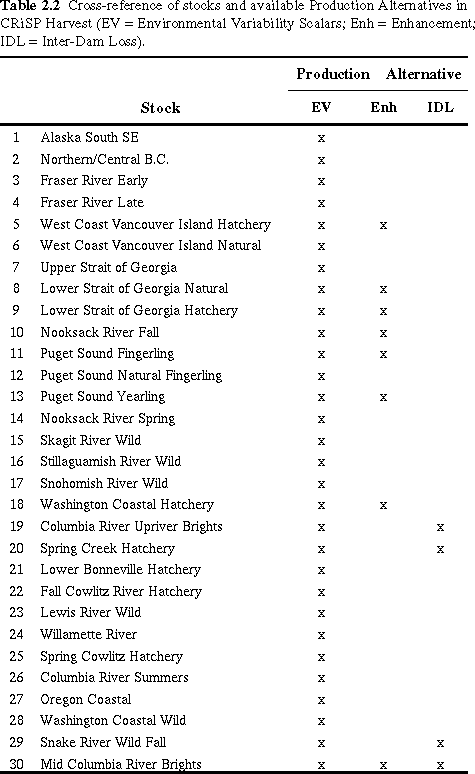 Table 2.2 Cross-reference of stocks and available Production Alternatives in
CRiSP Harvest (EV = Environmental Variability Scalars; Enh = Enhancement;
IDL = Inter-Dam Loss).
Production Alternative
Stock EV Enh IDL
1 Alaska South SE x
2 Northern/Central B.C. x
3 Fraser River Early x
4 Fraser River Late x
5 West Coast Vancouver Island Hatchery x x
6 West Coast Vancouver Island Natural x
7 Upper Strait of Georgia x
8 Lower Strait of Georgia Natural x x
9 Lower Strait of Georgia Hatchery x x
10 Nooksack River Fall x x
11 Puget Sound Fingerling x x
12 Puget Sound Natural Fingerling x
13 Puget Sound Yearling x x
14 Nooksack River Spring x
15 Skagit River Wild x
16 Stillaguamish River Wild x
17 Snohomish River Wild x
18 Washington Coastal Hatchery x x
19 Columbia River Upriver Brights x x
20 Spring Creek Hatchery x x
21 Lower Bonneville Hatchery x
22 Fall Cowlitz River Hatchery x
23 Lewis River Wild x
24 Willamette River x
25 Spring Cowlitz Hatchery x
26 Columbia River Summers x
27 Oregon Coastal x
28 Washington Coastal Wild x
29 Snake River Wild Fall x x
30 Mid Columbia River Brights x x x